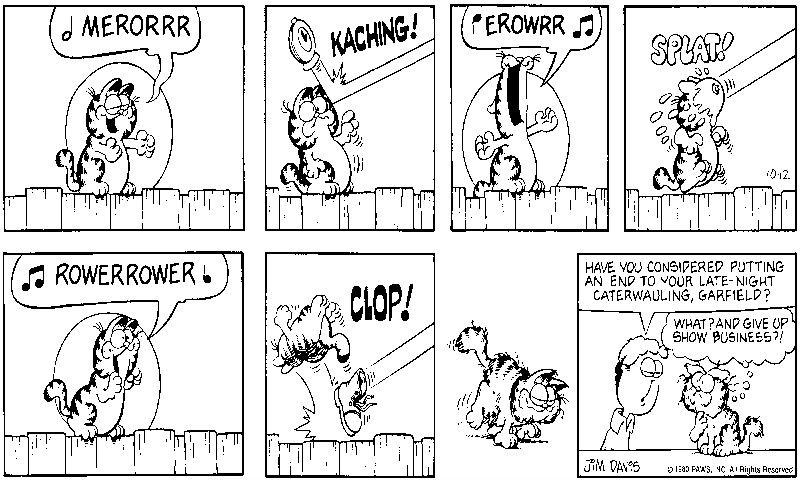 MERORRR
KACHING!
EROWRR
SPLAT!
10-12
ROWERROWER
CLOP!
HAVE YOU CONSIDERED PUTTING
AN END TO YOUR LATE-NIGHT
CATERWAULING, GARFIELD?
WHAT? AND GIVE UP
SHOW BUSINESS?!
JIM DAVIS
© 1980 PAWS, INC. All Rights Reserved